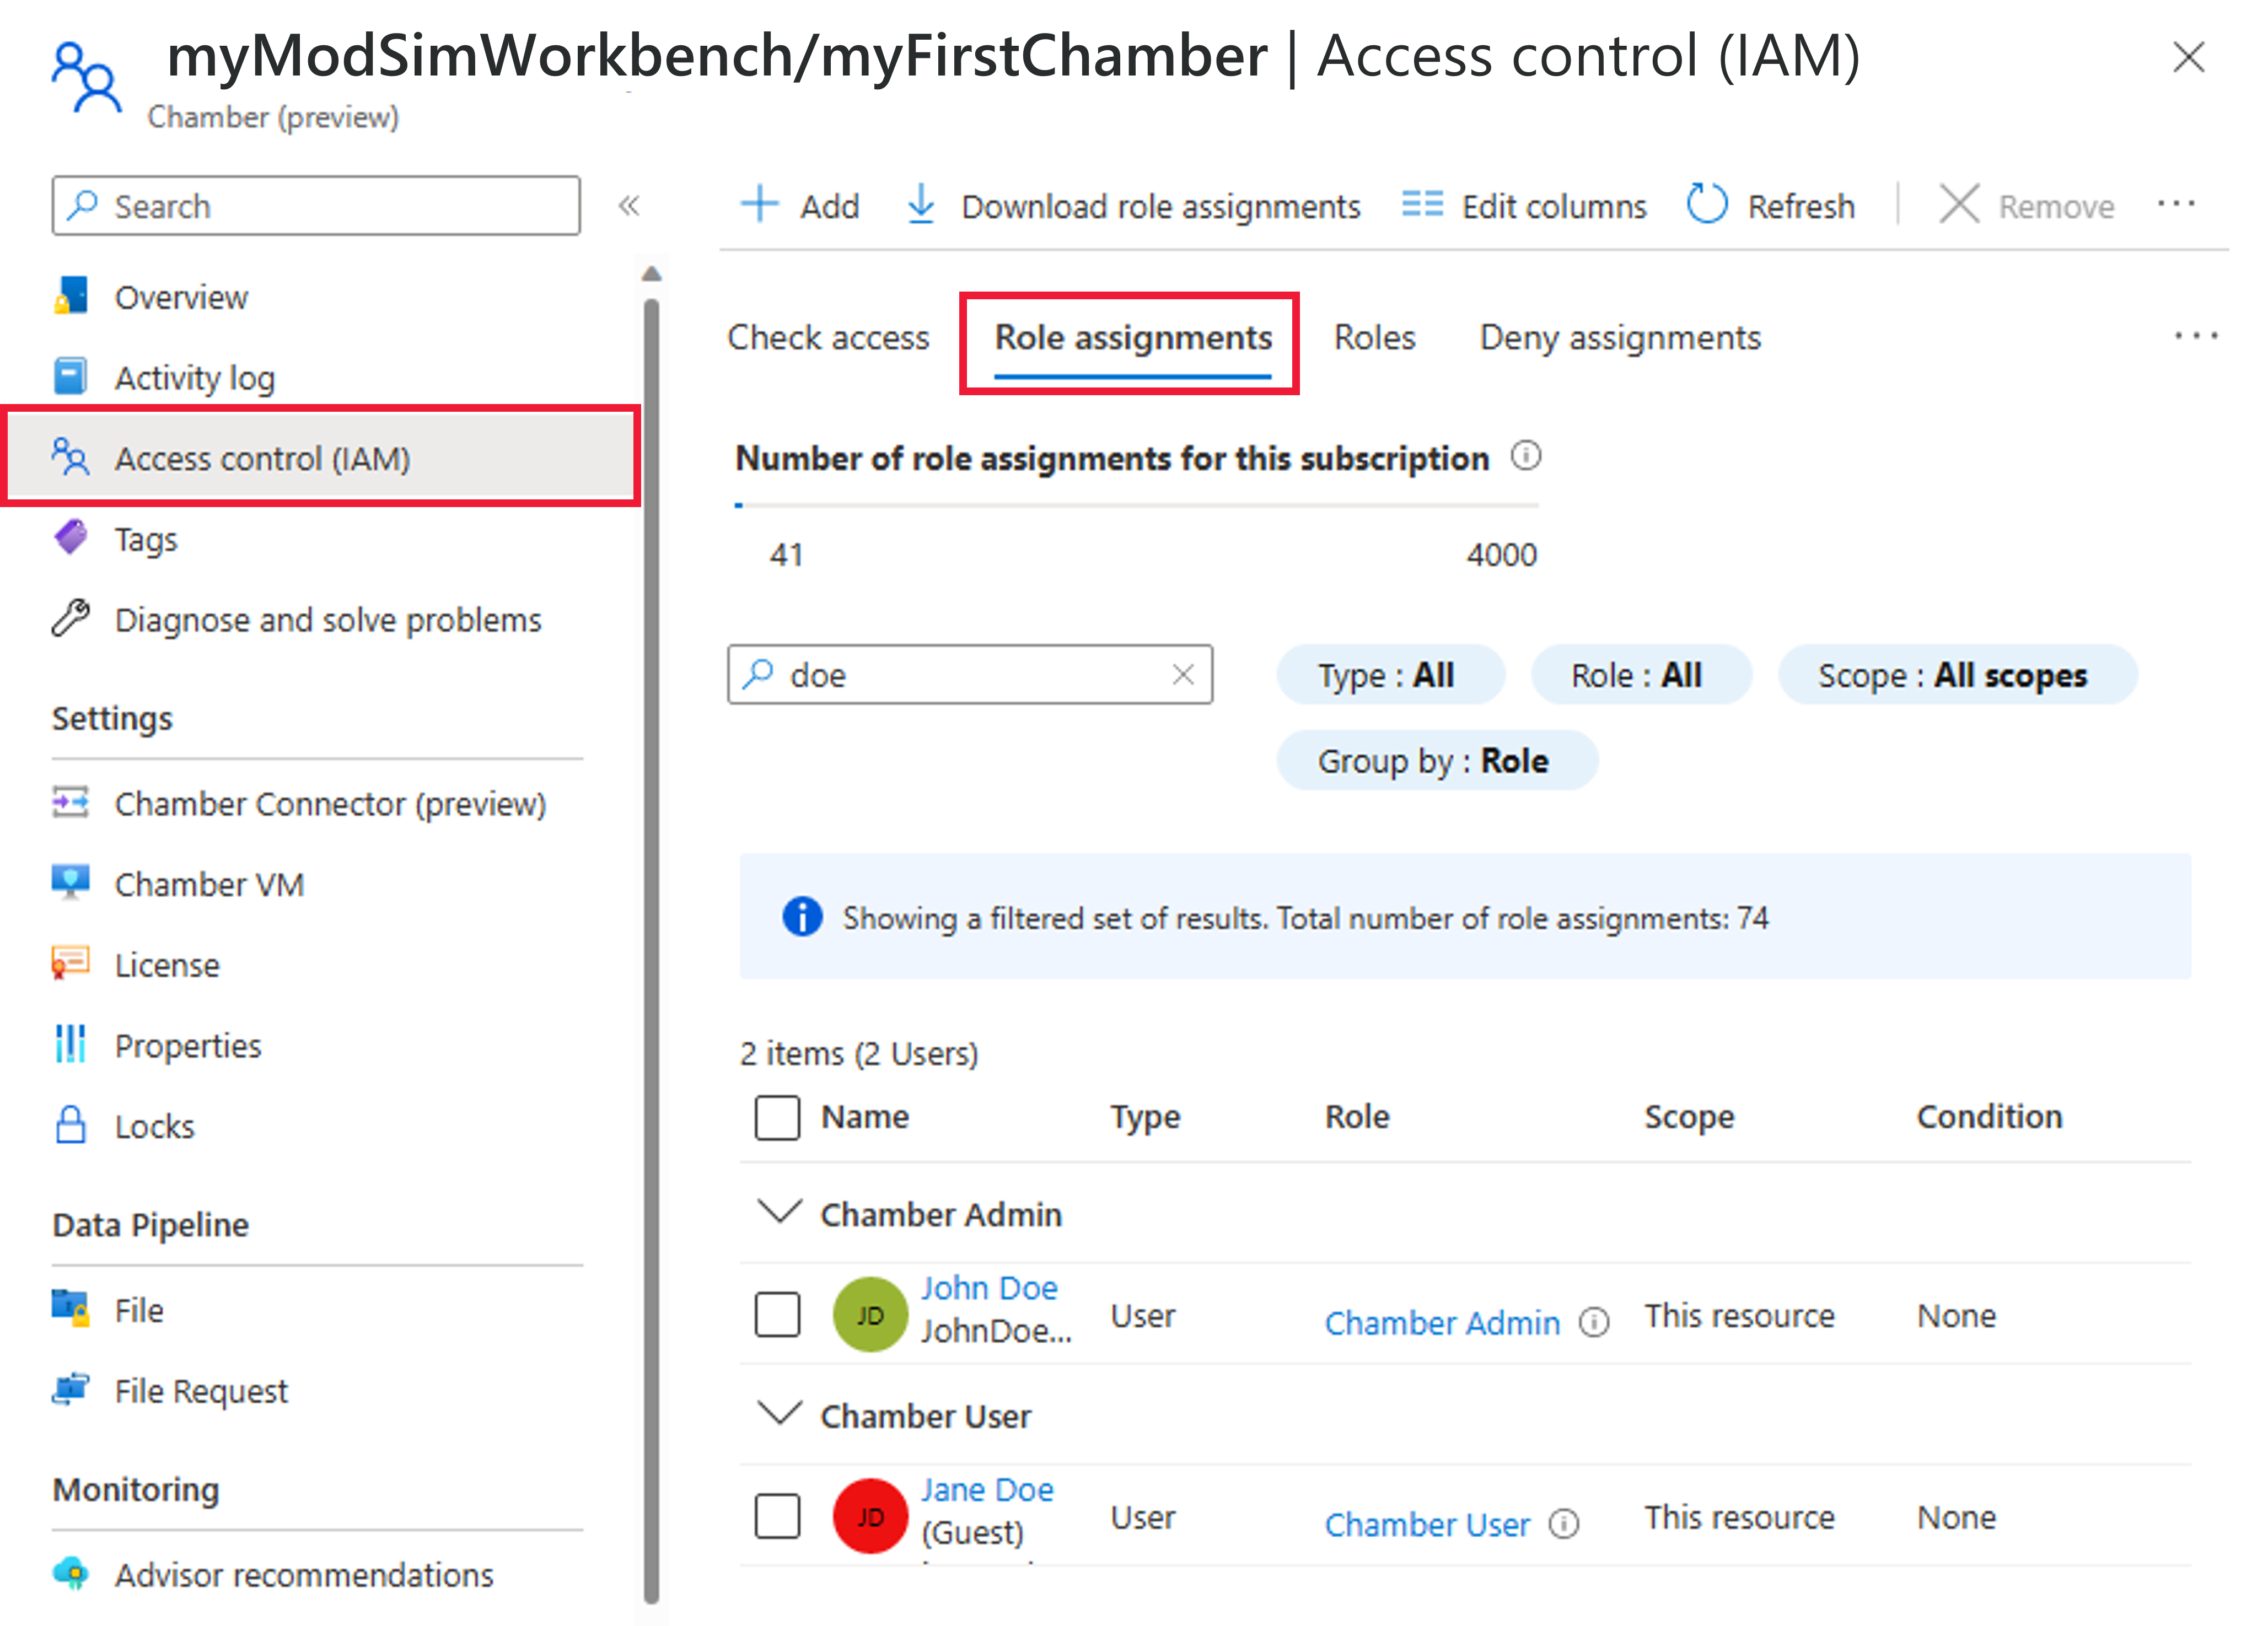 myModSimWorkbench/myFirstChamber | Access control (IAM)
Chamber (preview)
Search
Overview
Activity log
Access control (IAM)
Tags
Diagnose and solve problems
Settings
Chamber Connector (preview)
Chamber VM
License
Properties
Locks
Data Pipeline
File
File Request
Monitoring
Advisor recommendations
Add Download role assignments Edit columns Refresh Remove
Check access Role assignments Roles Deny assignments
Number of role assignments for this subscription
41 4000
doe Type : All Role : All Scope : All scopes
Group by : Role
Showing a filtered set of results. Total number of role assignments: 74
2 items (2 Users)
Name Type Role Scope Condition
Chamber Admin
JD John Doe
JohnDoe... User Chamber Admin This resource None
Chamber User
JD Jane Doe
(Guest) User Chamber User This resource None